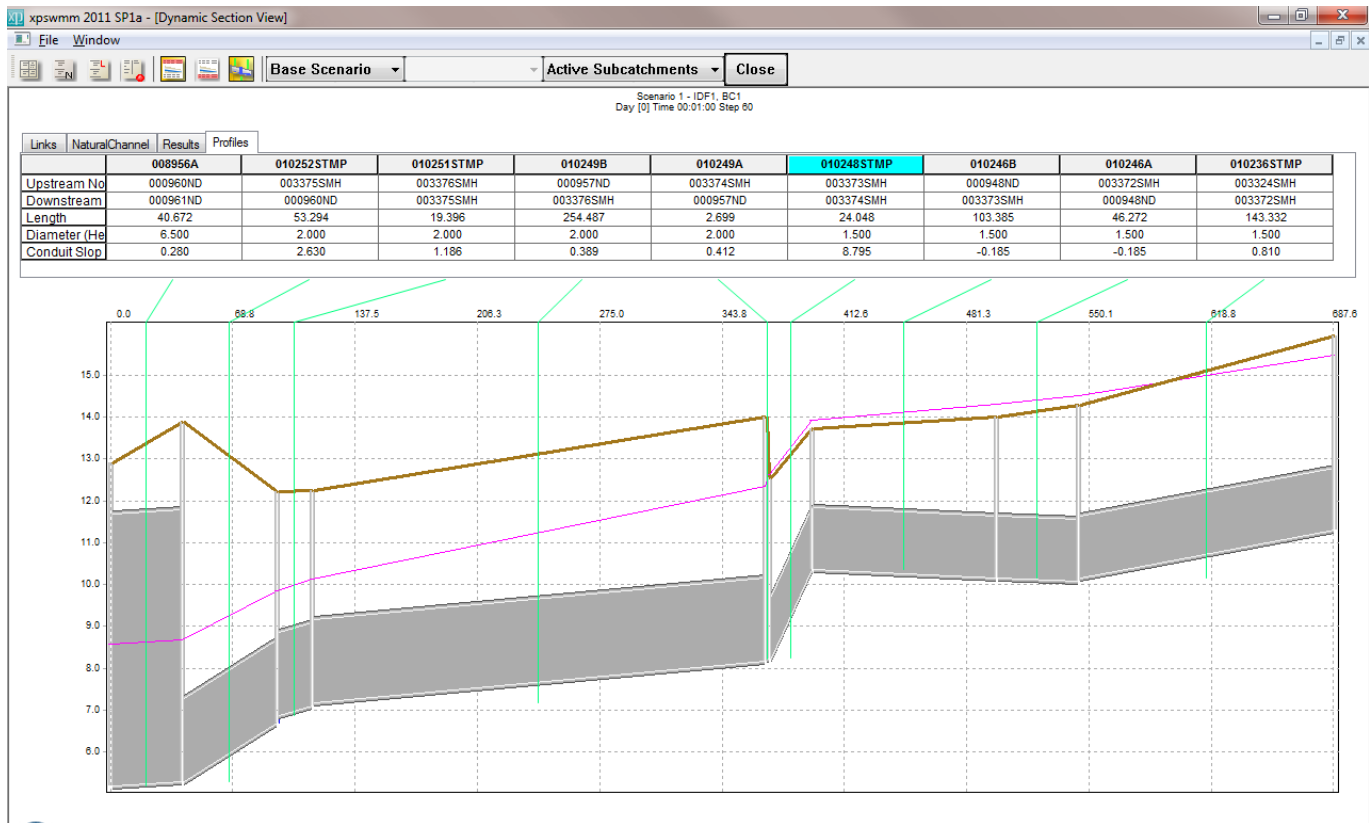 xp xpswmm 2011 SP1a - [Dynamic Section View]
File Window
Base Scenario Active Subcatchments Close
Scenario 1 - IDF1, BC1
Day [0] Time 00:01:00 Step 60
Links NaturalChannel Results Profiles
008956A 010252STMP 010251STMP 010249B 010249A 010248STMP 010246B 010246A 010236STMP
Upstream No 000960ND 003375SMH 003376SMH 000957ND 003374SMH 003373SMH 000948ND 003372SMH 003324SMH
Downstream 000961ND 000960ND 003375SMH 003376SMH 000957ND 003374SMH 003373SMH 000948ND 003372SMH
Length 40.672 53.294 19.396 254.487 2.699 24.048 103.385 46.272 143.332
Diameter (He 6.500 2.000 2.000 2.000 2.000 1.500 1.500 1.500 1.500
Conduit Slop 0.280 2.630 1.186 0.389 0.412 8.795 -0.185 -0.185 0.810
0.0 68.8 137.5 206.3 275.0 343.8 412.6 481.3 550.1 618.8 687.6
15.0
14.0
13.0
12.0
11.0
10.0
9.0
8.0
7.0
6.0